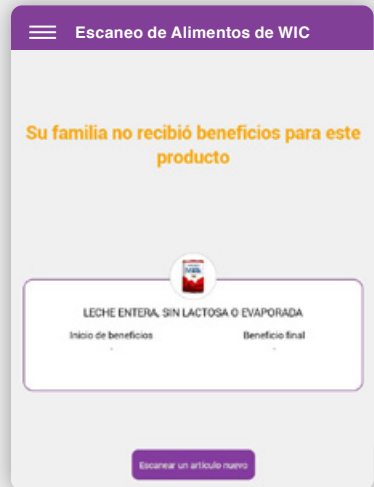 Escaneo de Alimentos de WIC
Su familia no recibió beneficios para este
producto
LECHE ENTERA, SIN LACTOSA O EVAPORADA
Inicio de beneficios Beneficio final
- -
Escanear un artículo nuevo